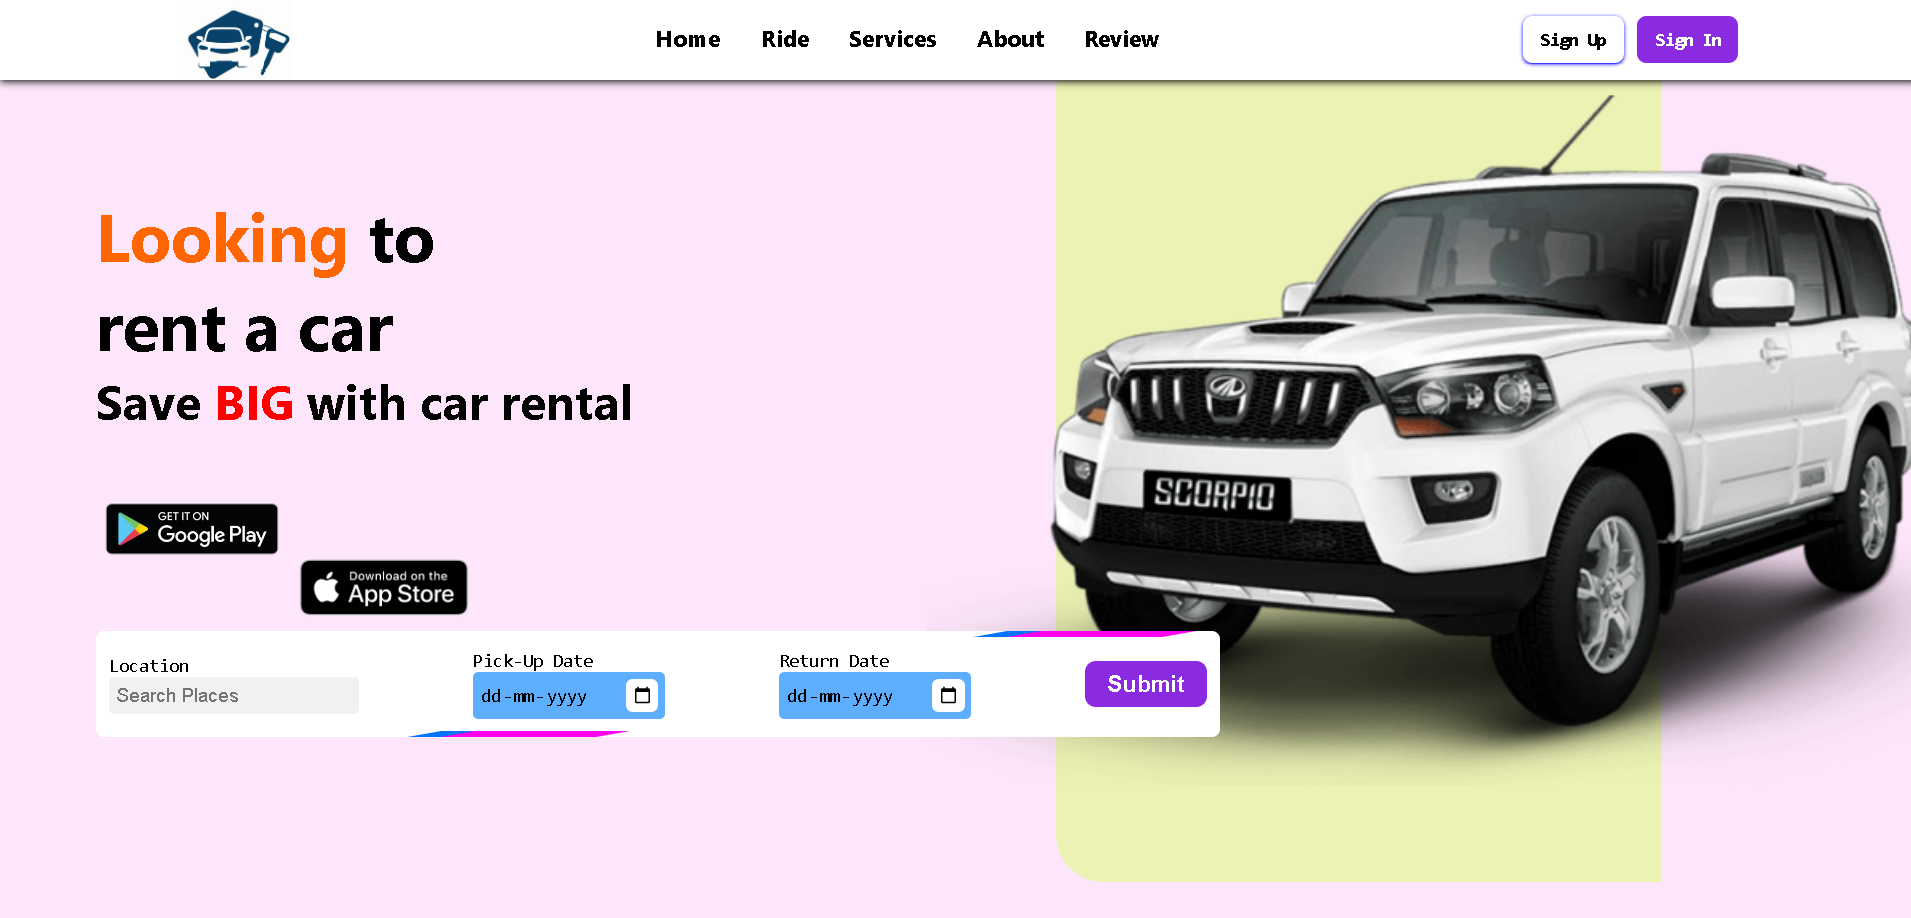 Home Ride Services About Review
Sign Up
Sign In
Looking to
rent a car
Save BIG with car rental
GET IT ON
Google Play
Download on the
App Store
SCORPIO
Location
Search Places
Pick-Up Date
dd-mm-yyyy
Return Date
dd-mm-yyyy
Submit